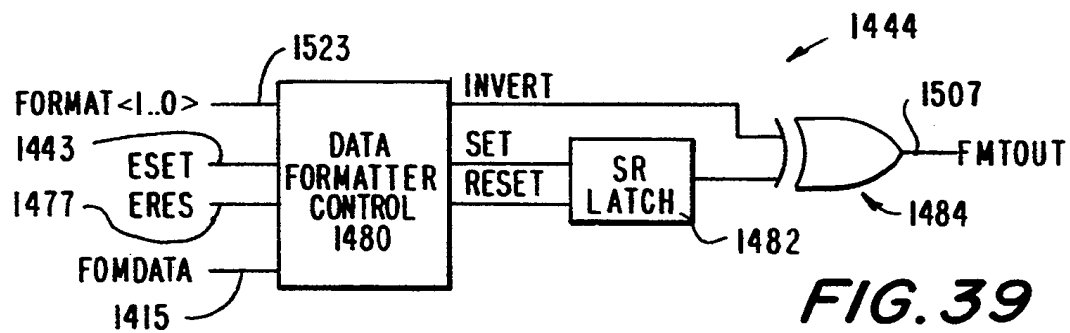 1444
1523
FORMAT<1..0>
1443
ESET
1477
ERES
FOMDATA
1415
DATA
FORMATTER
CONTROL
1480
INVERT
SET
RESET
SR
LATCH
1482
1507
FMTOUT
1484
FIG. 39